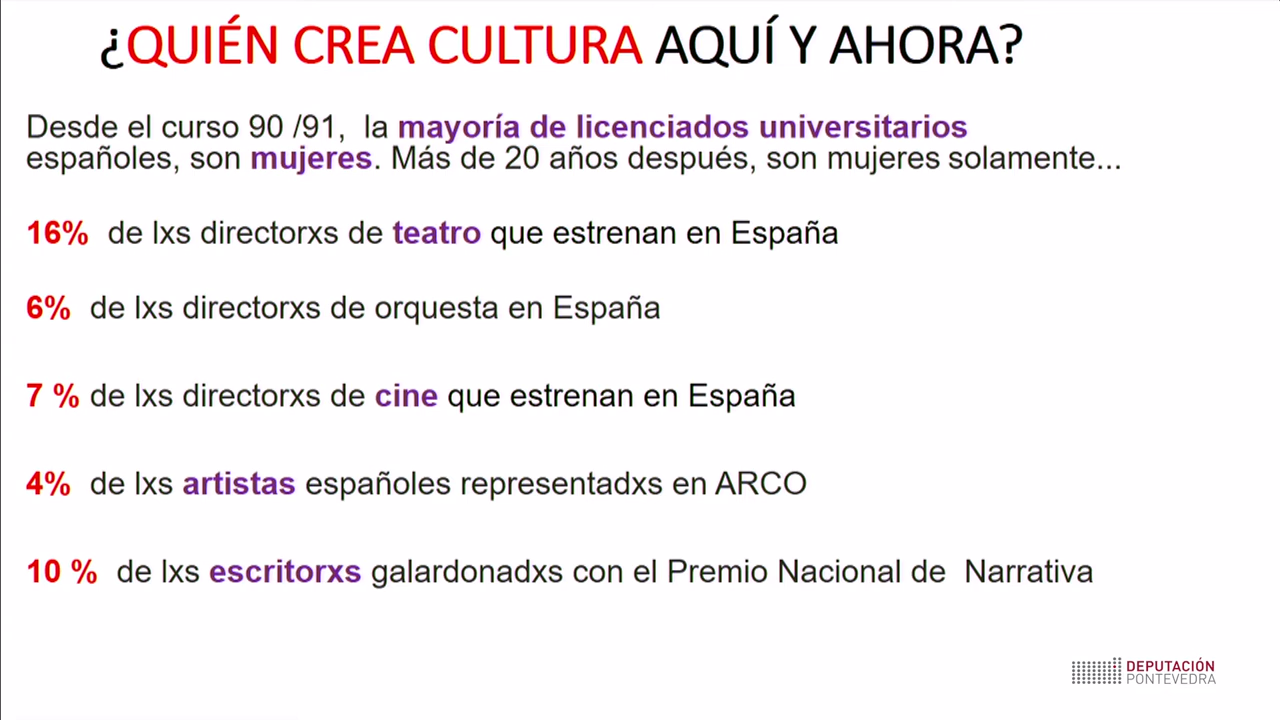 ¿QUIÉN CREA CULTURA AQUÍ Y AHORA?
Desde el curso 90 /91, la mayoría de licenciados universitarios
españoles, son mujeres. Más de 20 años después, son mujeres solamente...
16% de lxs directorxs de teatro que estrenan en España
6% de lxs directorxs de orquesta en España
7 % de lxs directorxs de cine que estrenan en España
4% de lxs artistas españoles representadxs en ARCO
10 % de lxs escritorxs galardonadxs con el Premio Nacional de Narrativa
DEPUTACIÓN
PONTEVEDRA